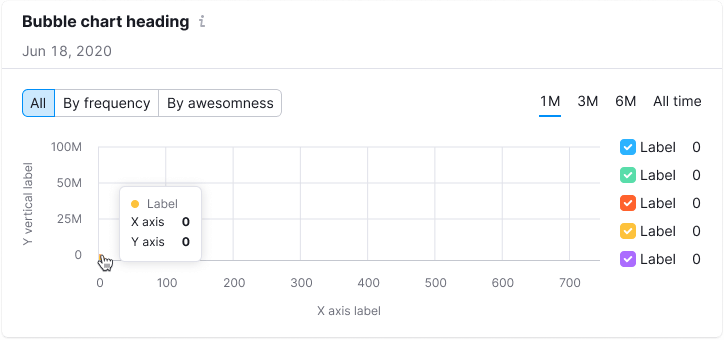 Bubble chart heading i
Jun 18, 2020
All By frequency By awesomness
1M 3M 6M All time
Y vertical label
100M
50M
25M
0
Label
X axis 0
Y axis 0
0 100 200 300 400 500 600 700
X axis label
Label 0
Label 0
Label 0
Label 0
Label 0